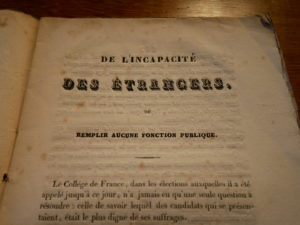 DE L'INCAPACITÉ
DES ÉTRANGERS,
DE
REMPLIR AUCUNE FONCTION PUBLIQUE.
Le Collége de France, dans les élections auxquelles il a été
appelé jusqu'à ce jour, n'a jamais eu qu'une seule question à
résoudre : celle de savoir lequel des candidats qui se présen-
taient, était le plus digne de ses suffrages.